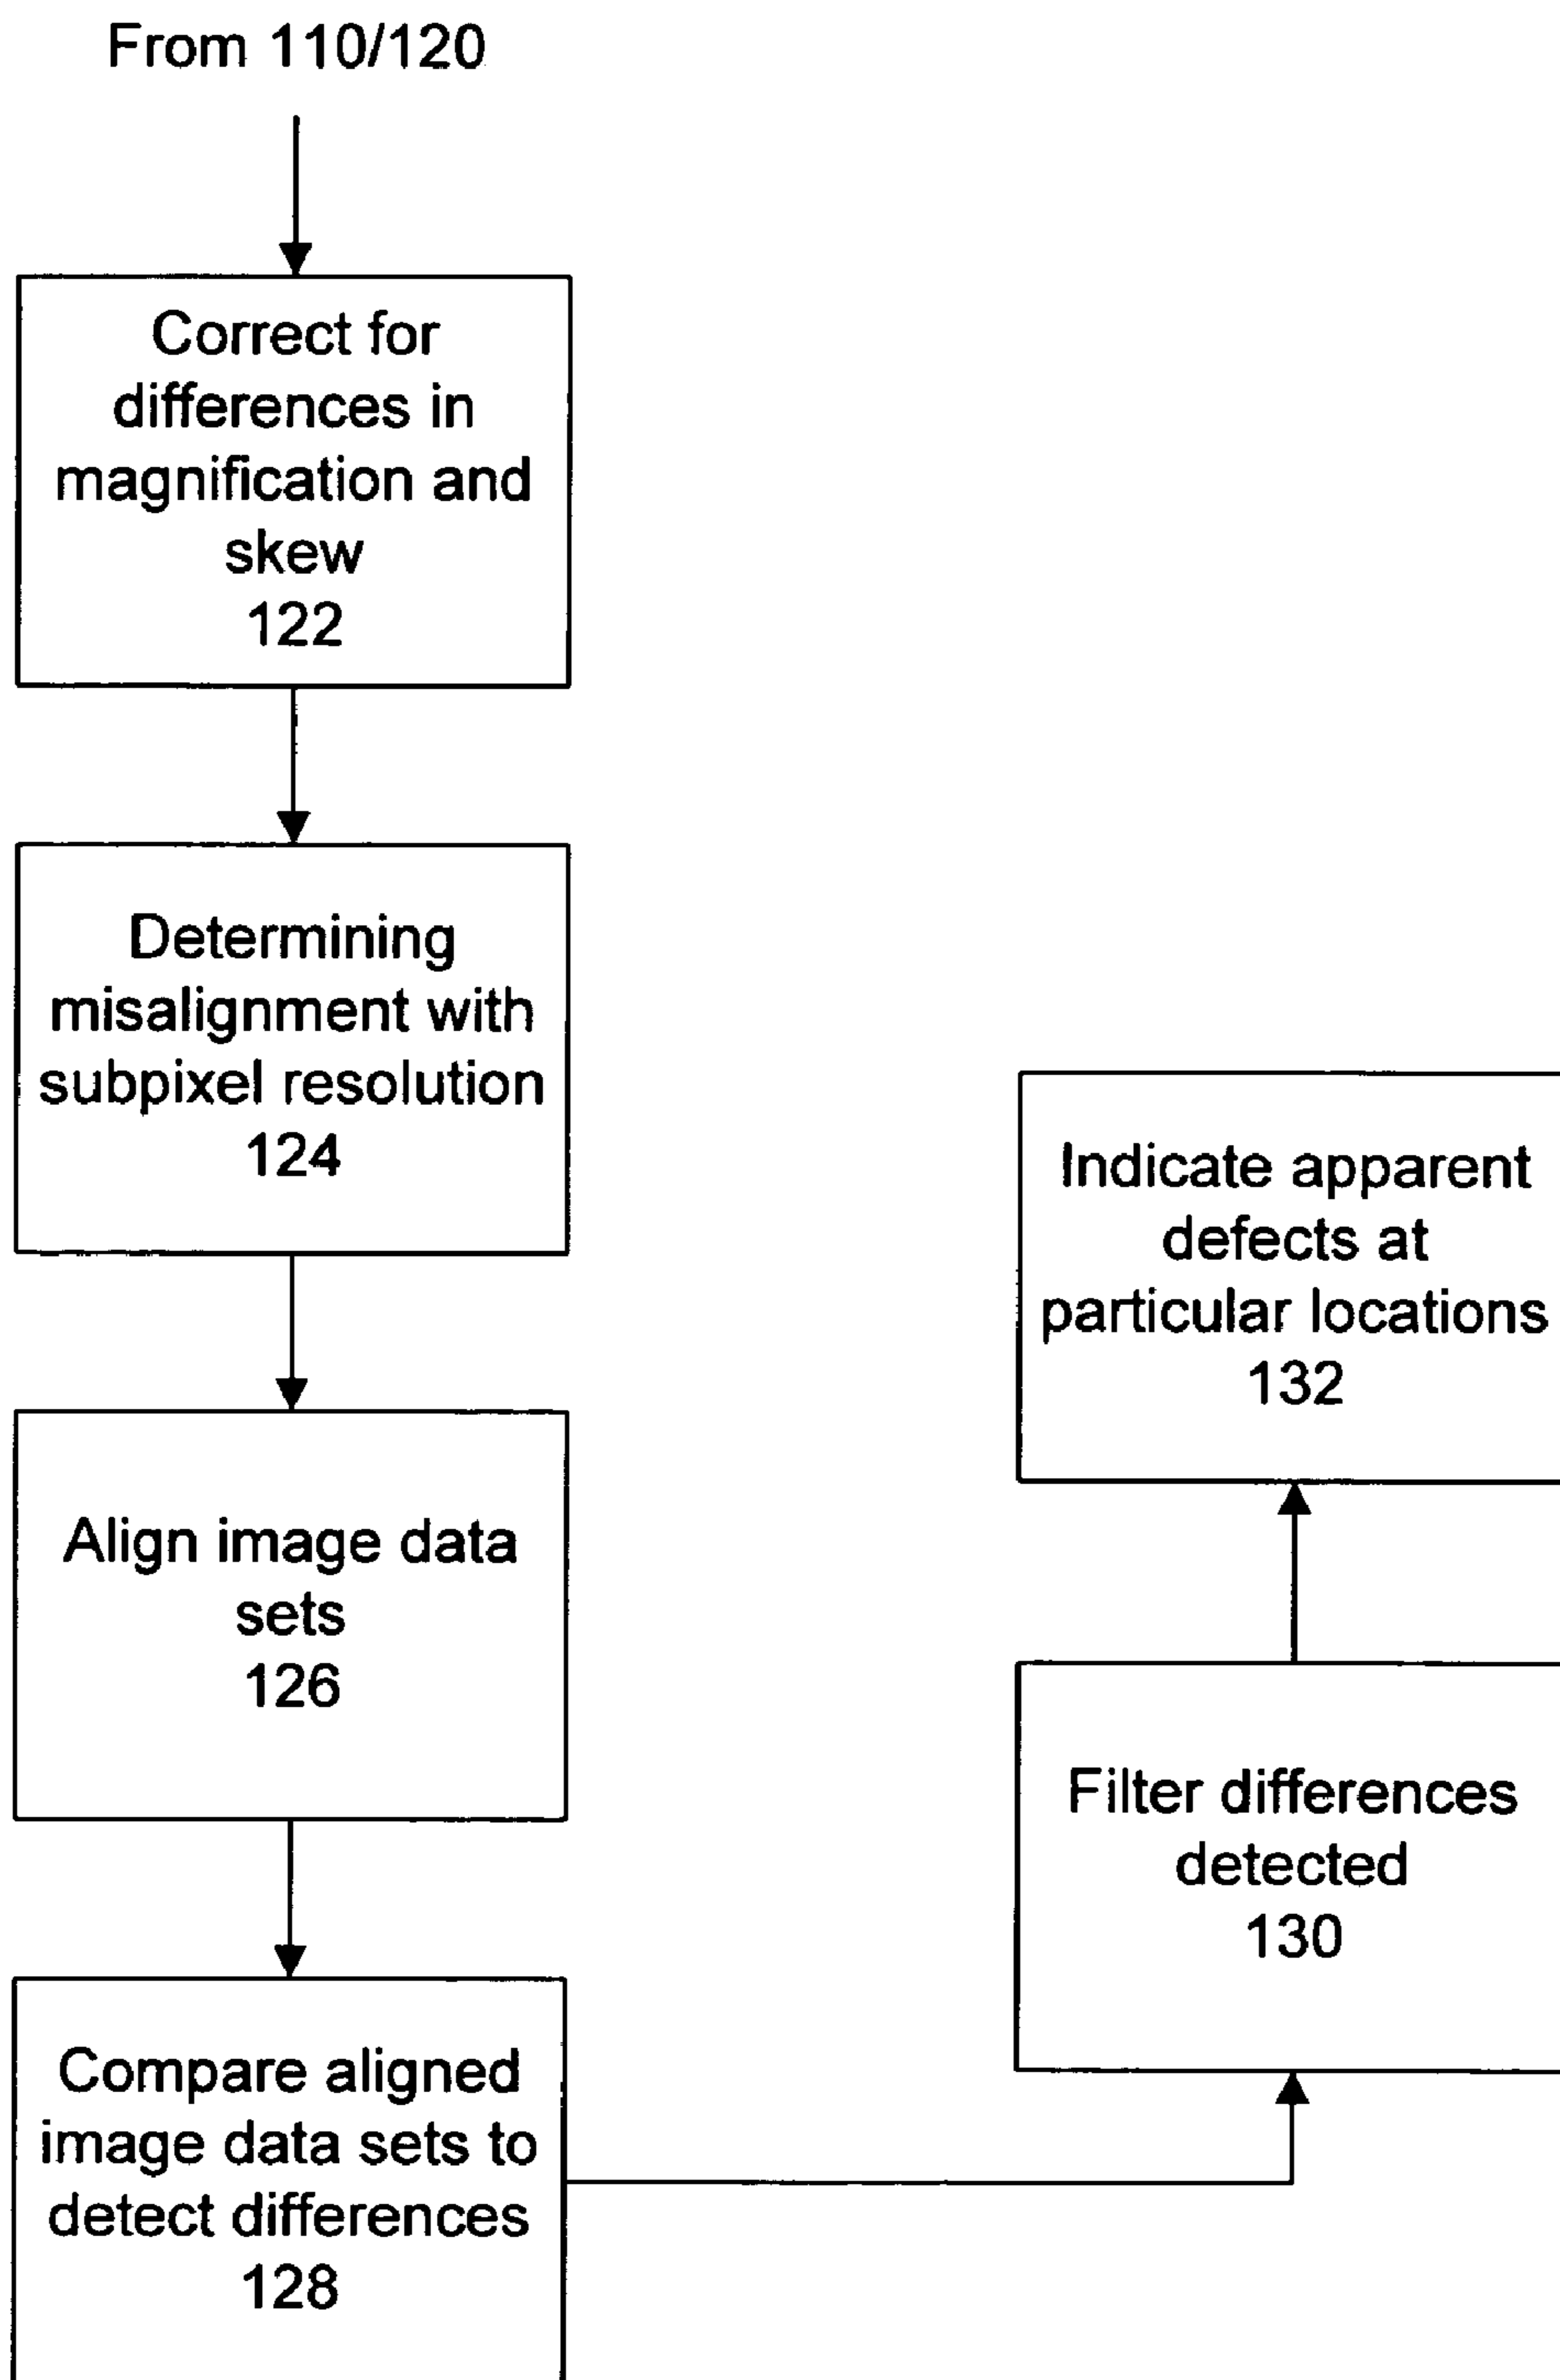 From 110/120
Correct for
differences in
magnification and
skew
122
Determining
misalignment with
subpixel resolution
124
Align image data
sets
126
Compare aligned
image data sets to
detect differences
128
Filter differences
detected
130
Indicate apparent
defects at
particular locations
132